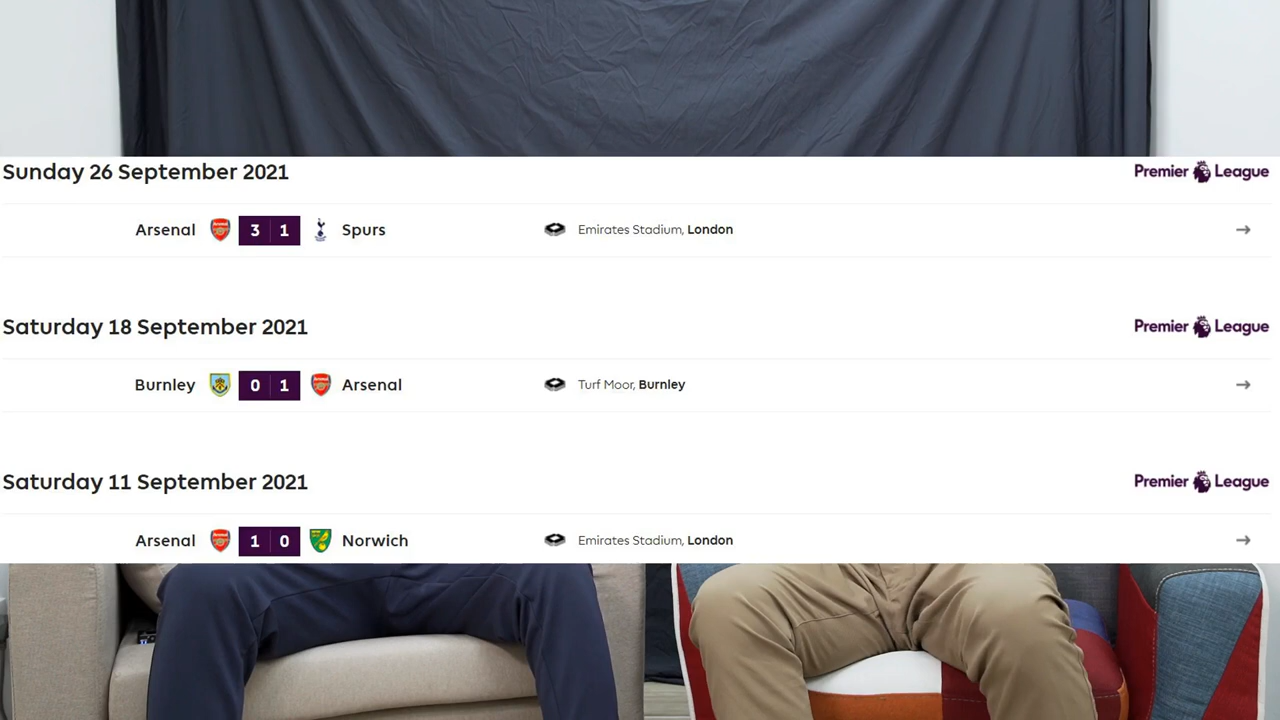 Sunday 26 September 2021
Premier League
Arsenal 3 1 Spurs Emirates Stadium, London →
Saturday 18 September 2021
Premier League
Burnley 0 1 Arsenal Turf Moor, Burnley →
Saturday 11 September 2021
Premier League
Arsenal 1 0 Norwich Emirates Stadium, London →